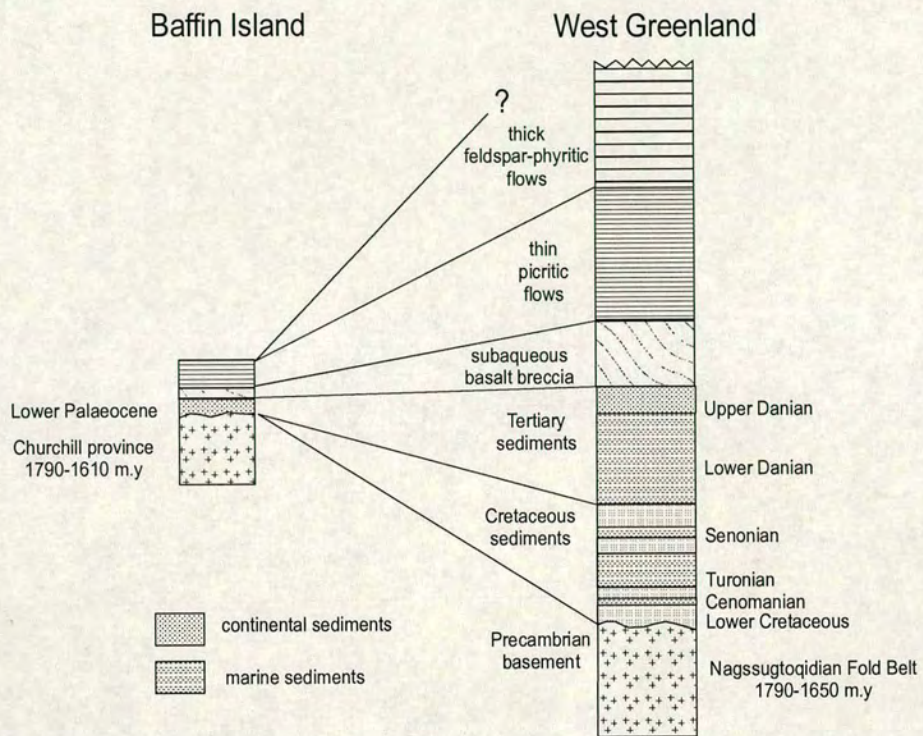 Baffin Island
West Greenland
?
thick
feldspar-phyritic
flows
thin
picritic
flows
subaqueous
basalt breccia
Lower Palaeocene
Churchill province
1790-1610 m.y
Tertiary
sediments
Upper Danian
Lower Danian
Cretaceous
sediments
Senonian
Turonian
Cenomanian
Lower Cretaceous
Precambrian
basement
Nagssugtoqidian Fold Belt
1790-1650 m.y
continental sediments
marine sediments